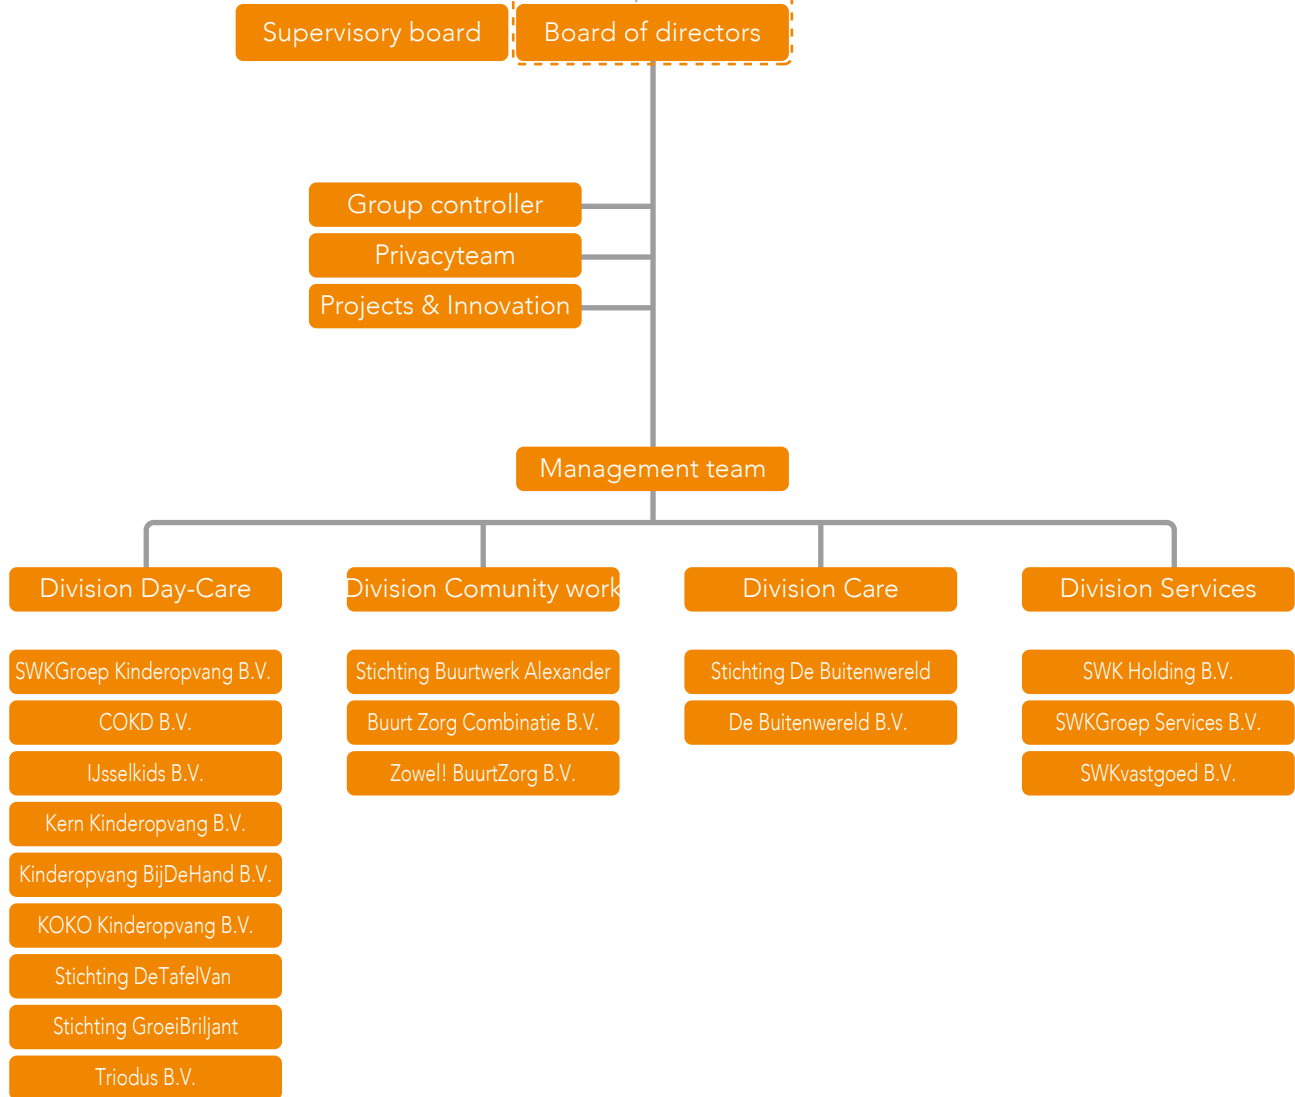 Supervisory board
Board of directors
Group controller
Privacyteam
Projects & Innovation
Management team
Division Day-Care
Division Comunity work
Division Care
Division Services
SWKGroep Kinderopvang B.V.
COKD B.V.
IJsselkids B.V.
Kern Kinderopvang B.V.
Kinderopvang BijDeHand B.V.
KOKO Kinderopvang B.V.
Stichting DeTafelVan
Stichting GroeiBriljant
Triodus B.V.
Stichting Buurtwerk Alexander
Buurt Zorg Combinatie B.V.
Zowel! BuurtZorg B.V.
Stichting De Buitenwereld
De Buitenwereld B.V.
SWK Holding B.V.
SWKGroep Services B.V.
SWKvastgoed B.V.